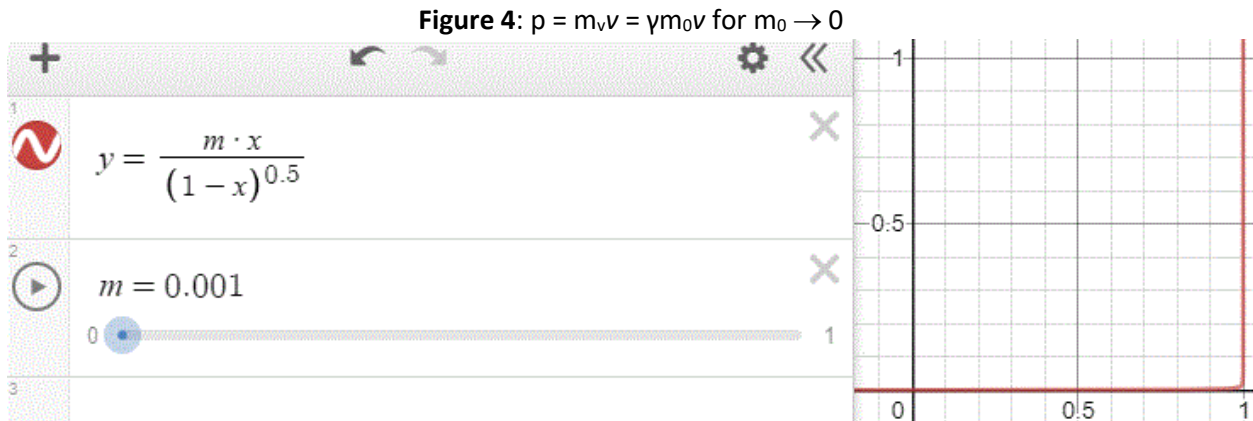 Figure 4: p = mᵥv = γm₀v for m₀ → 0
1
y = m · x / (1 − x)^0.5
2
m = 0.001
0 1
3
1
0.5
0 0.5 1